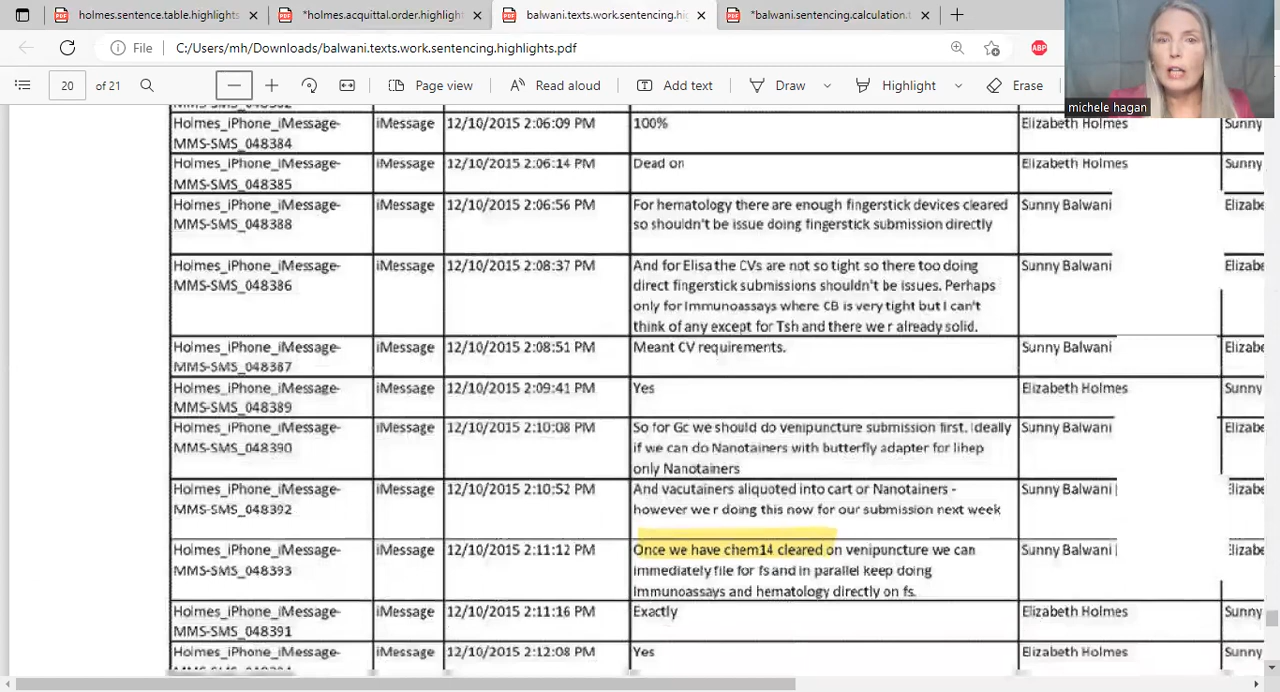 holmes.sentence.table.highlights
*holmes.acquittal.order.highligh
balwani.texts.work.sentencing.hi
*balwani.sentencing.calculation.t
File
C:/Users/mh/Downloads/balwani.texts.work.sentencing.highlights.pdf
ABP
20 of 21
Page view
Read aloud
Add text
Draw
Highlight
Erase
michele hagan
Holmes_iPhone_iMessage-
MMS-SMS_048384
iMessage
12/10/2015 2:06:09 PM
100%
Elizabeth Holmes
Sunny
Holmes_iPhone_iMessage-
MMS-SMS_048385
iMessage
12/10/2015 2:06:14 PM
Dead on
Elizabeth Holmes
Sunny
Holmes_iPhone_iMessage-
MMS-SMS_048388
iMessage
12/10/2015 2:06:56 PM
For hematology there are enough fingerstick devices cleared
so shouldn't be issue doing fingerstick submission directly
Sunny Balwani
Elizabe
Holmes_iPhone_iMessage-
MMS-SMS_048386
iMessage
12/10/2015 2:08:37 PM
And for Elisa the CVs are not so tight so there too doing
direct fingerstick submissions shouldn't be issues. Perhaps
only for Immunoassays where CB is very tight but I can't
think of any except for Tsh and there we r already solid.
Sunny Balwani
Elizabe
Holmes_iPhone_iMessage-
MMS-SMS_048387
iMessage
12/10/2015 2:08:51 PM
Meant CV requirements.
Sunny Balwani
Elizabe
Holmes_iPhone_iMessage-
MMS-SMS_048389
iMessage
12/10/2015 2:09:41 PM
Yes
Elizabeth Holmes
Sunny
Holmes_iPhone_iMessage-
MMS-SMS_048390
iMessage
12/10/2015 2:10:08 PM
So for Gc we should do venipuncture submission first. Ideally
if we can do Nanotainers with butterfly adapter for lihep
only Nanotainers
Sunny Balwani
Elizabe
Holmes_iPhone_iMessage-
MMS-SMS_048392
iMessage
12/10/2015 2:10:52 PM
And vacutainers aliquoted into cart or Nanotainers -
however we r doing this now for our submission next week
Sunny Balwani
Elizabe
Holmes_iPhone_iMessage-
MMS-SMS_048393
iMessage
12/10/2015 2:11:12 PM
Once we have chem14 cleared on venipuncture we can
immediately file for fs and in parallel keep doing
Immunoassays and hematology directly on fs.
Sunny Balwani
Elizabe
Holmes_iPhone_iMessage-
MMS-SMS_048391
iMessage
12/10/2015 2:11:16 PM
Exactly
Elizabeth Holmes
Sunny
Holmes_iPhone_iMessage-
iMessage
12/10/2015 2:12:08 PM
Yes
Elizabeth Holmes
Sunny